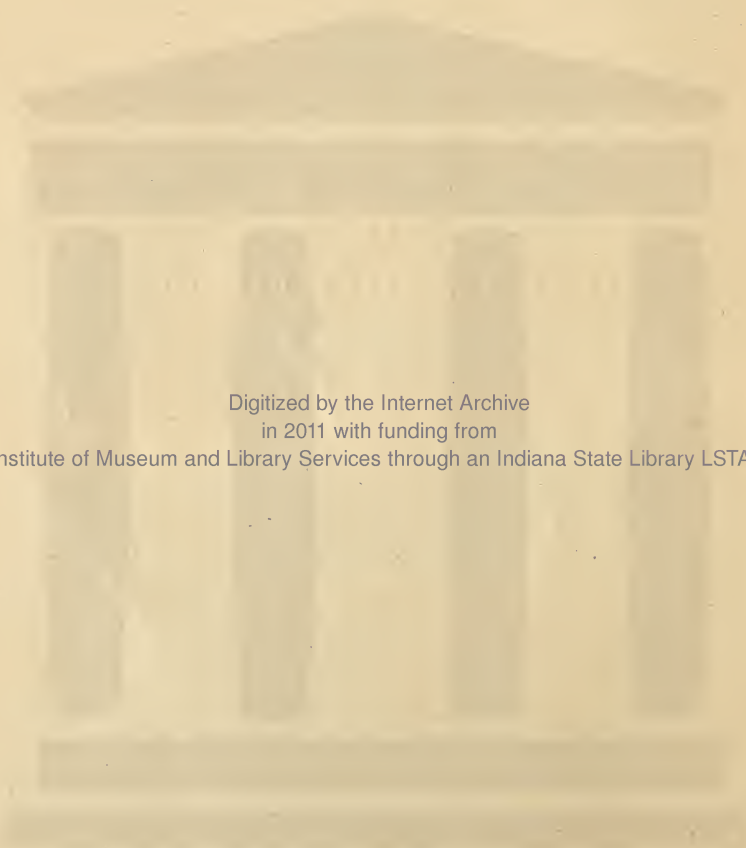 Digitized by the Internet Archive
in 2011 with funding from
nstitute of Museum and Library Services through an Indiana State Library LSTA